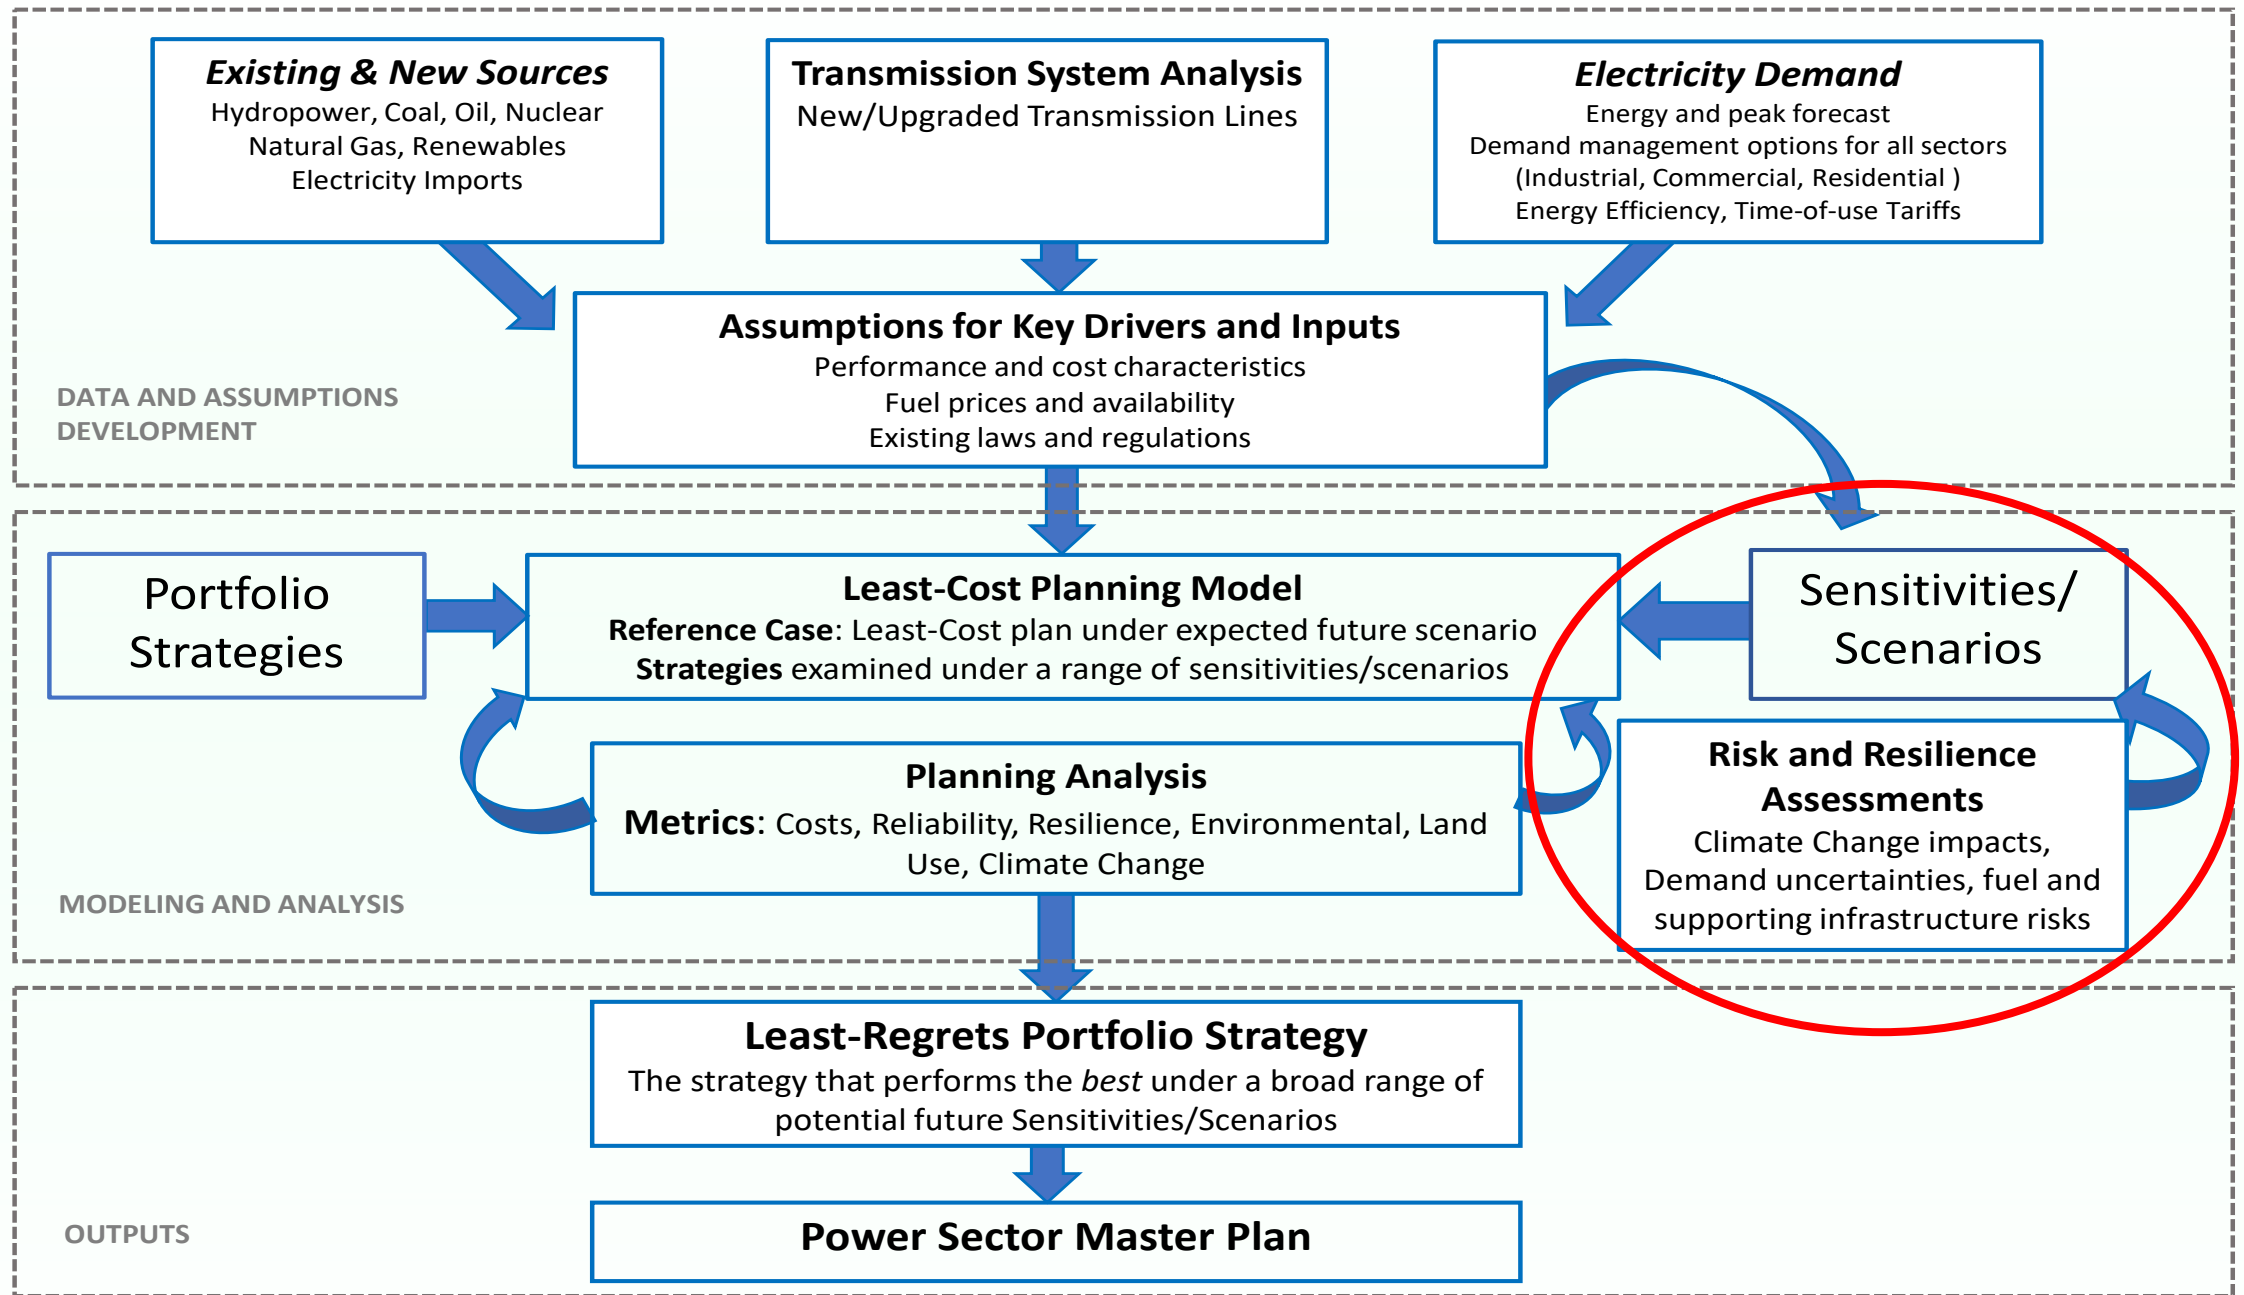 Existing & New Sources
Hydropower, Coal, Oil, Nuclear
Natural Gas, Renewables
Electricity Imports
Transmission System Analysis
New/Upgraded Transmission Lines
Electricity Demand
Energy and peak forecast
Demand management options for all sectors
(Industrial, Commercial, Residential )
Energy Efficiency, Time-of-use Tariffs
Assumptions for Key Drivers and Inputs
Performance and cost characteristics
Fuel prices and availability
Existing laws and regulations
DATA AND ASSUMPTIONS
DEVELOPMENT
Portfolio
Strategies
Least-Cost Planning Model
Reference Case: Least-Cost plan under expected future scenario
Strategies examined under a range of sensitivities/scenarios
Sensitivities/
Scenarios
Planning Analysis
Metrics: Costs, Reliability, Resilience, Environmental, Land
Use, Climate Change
Risk and Resilience
Assessments
Climate Change impacts,
Demand uncertainties, fuel and
supporting infrastructure risks
MODELING AND ANALYSIS
Least-Regrets Portfolio Strategy
The strategy that performs the best under a broad range of
potential future Sensitivities/Scenarios
Power Sector Master Plan
OUTPUTS